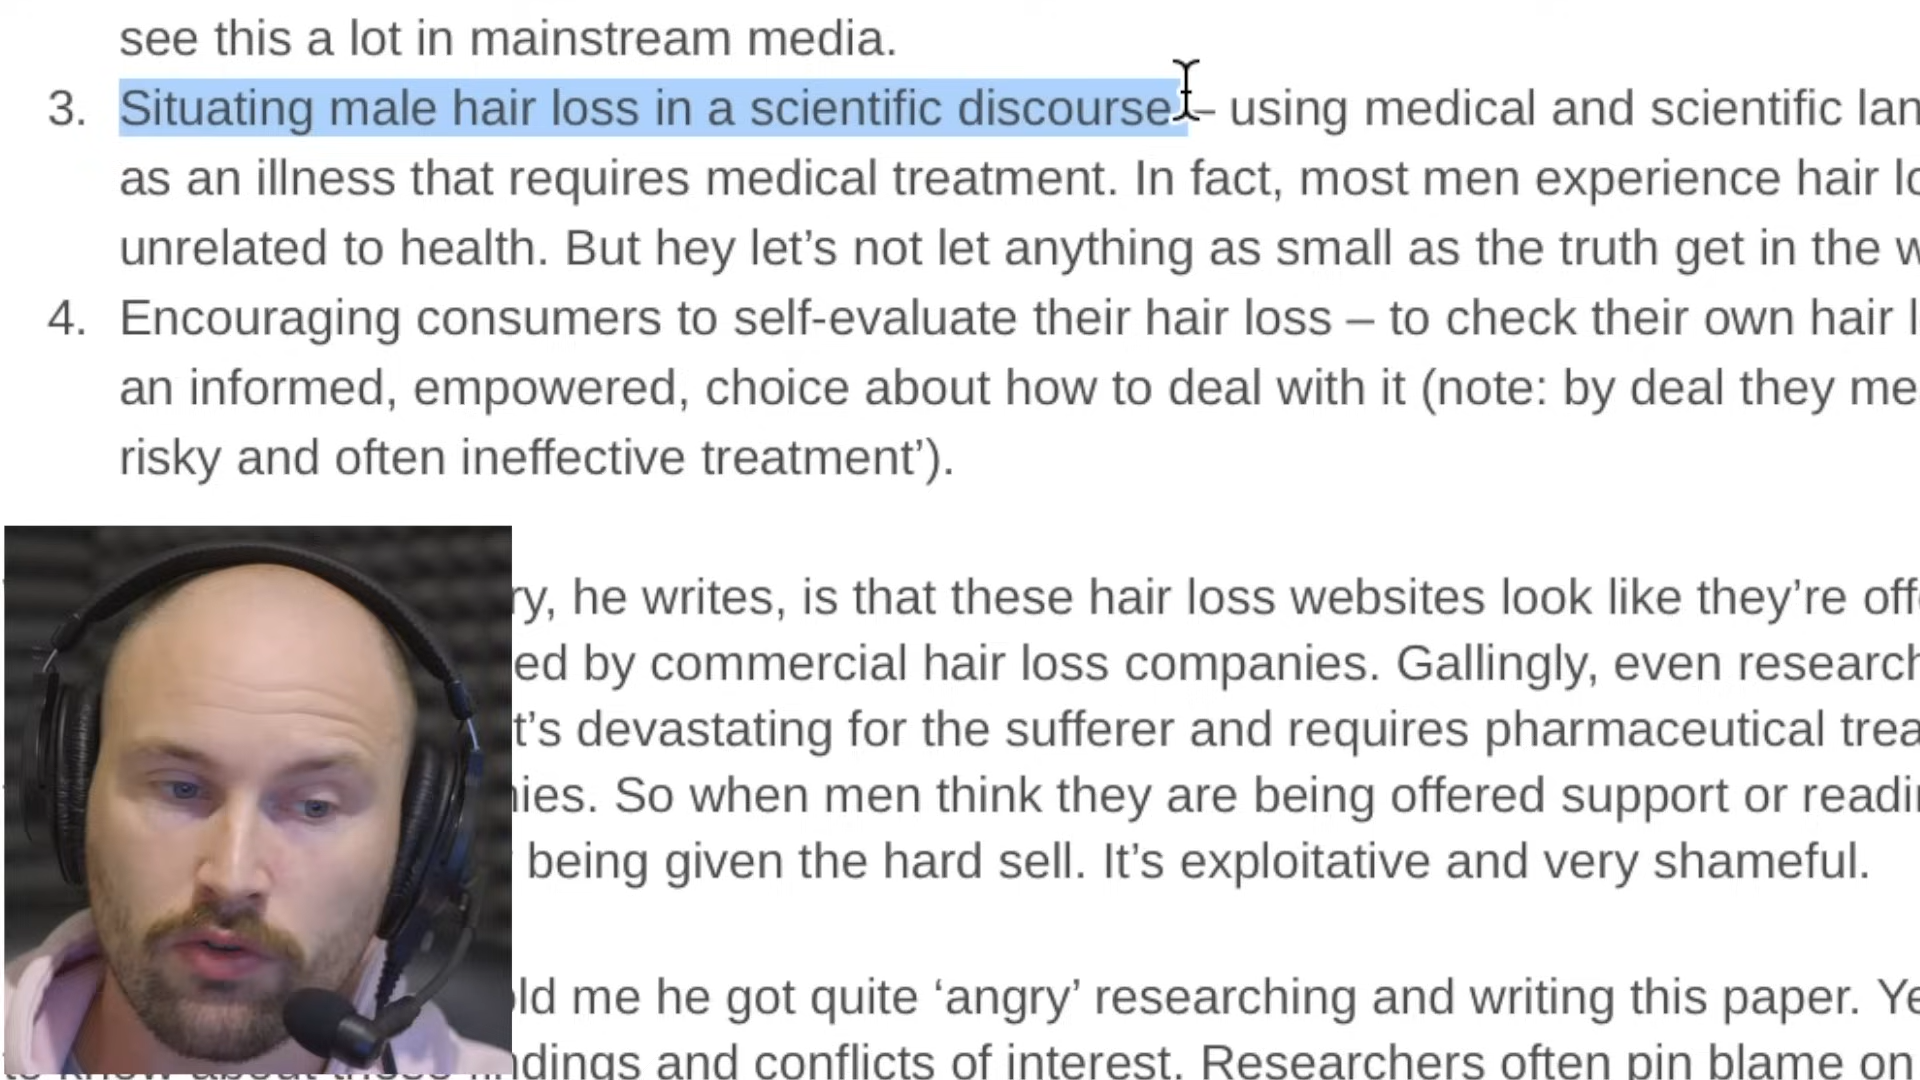 see this a lot in mainstream media.
3. Situating male hair loss in a scientific discourse – using medical and scientific lan
as an illness that requires medical treatment. In fact, most men experience hair lo
unrelated to health. But hey let’s not let anything as small as the truth get in the w
4. Encouraging consumers to self-evaluate their hair loss – to check their own hair l
an informed, empowered, choice about how to deal with it (note: by deal they me
risky and often ineffective treatment’).
ry, he writes, is that these hair loss websites look like they’re off
ed by commercial hair loss companies. Gallingly, even research
t’s devastating for the sufferer and requires pharmaceutical trea
nies. So when men think they are being offered support or readi
being given the hard sell. It’s exploitative and very shameful.
old me he got quite ‘angry’ researching and writing this paper. Ye
ndings and conflicts of interest. Researchers often pin blame on